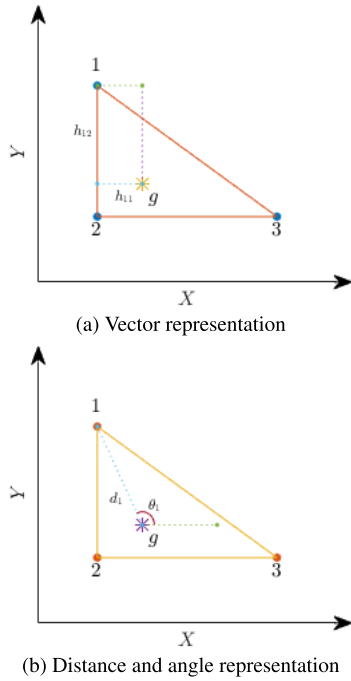 1
Y
h₁₂
h₁₁
g
2
3
X
(a) Vector representation
1
Y
d₁
θ₁
g
2
3
X
(b) Distance and angle representation